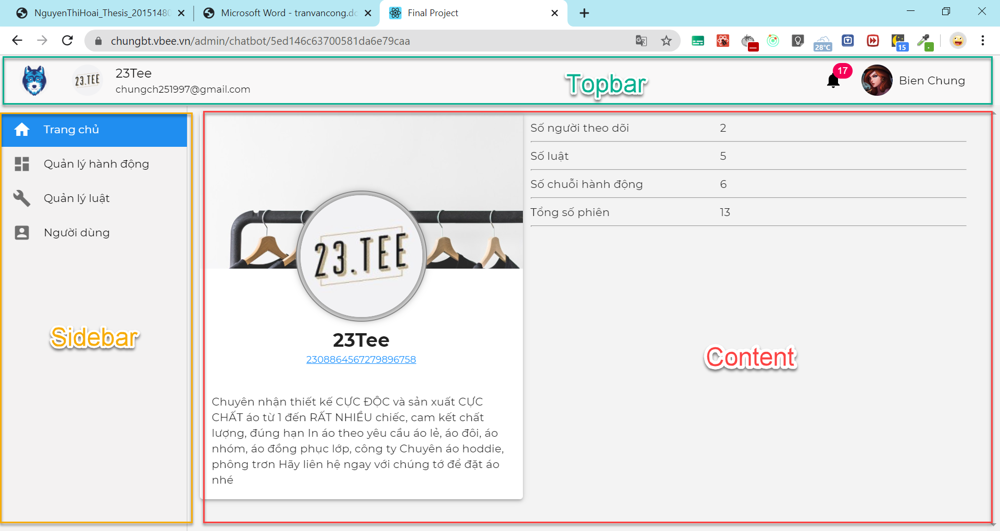 NguyenThiHoai_Thesis_2015148
Microsoft Word - tranvancong.do
Final Project
chungbt.vbee.vn/admin/chatbot/5ed146c63700581da6e79caa
28°C
15
23.TEE
23Tee
chungch251997@gmail.com
Topbar
17
Bien Chung
Trang chủ
Quản lý hành động
Quản lý luật
Người dùng
Sidebar
23.TEE
23Tee
2308864567279896758
Chuyên nhận thiết kế CỰC ĐỘC và sản xuất CỰC
CHẤT áo từ 1 đến RẤT NHIỀU chiếc, cam kết chất
lượng, đúng hạn In áo theo yêu cầu áo lẻ, áo đôi, áo
nhóm, áo đồng phục lớp, công ty Chuyên áo hoddie,
phông trơn Hãy liên hệ ngay với chúng tớ để đặt áo
nhé
Số người theo dõi 2
Số luật 5
Số chuỗi hành động 6
Tổng số phiên 13
Content